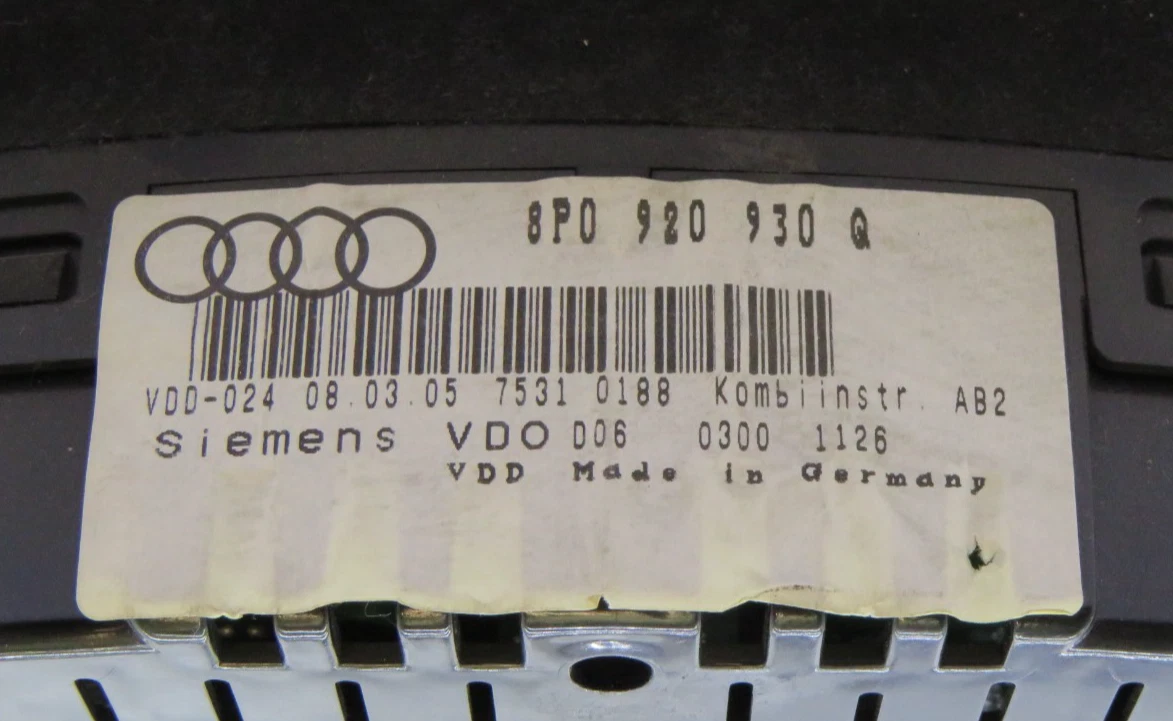 8P0 920 930 Q
VDD-024 08.03.05 7531 0188 Kombiinstr. AB2
Siemens VDO D06 0300 1126
VDD Made in Germany